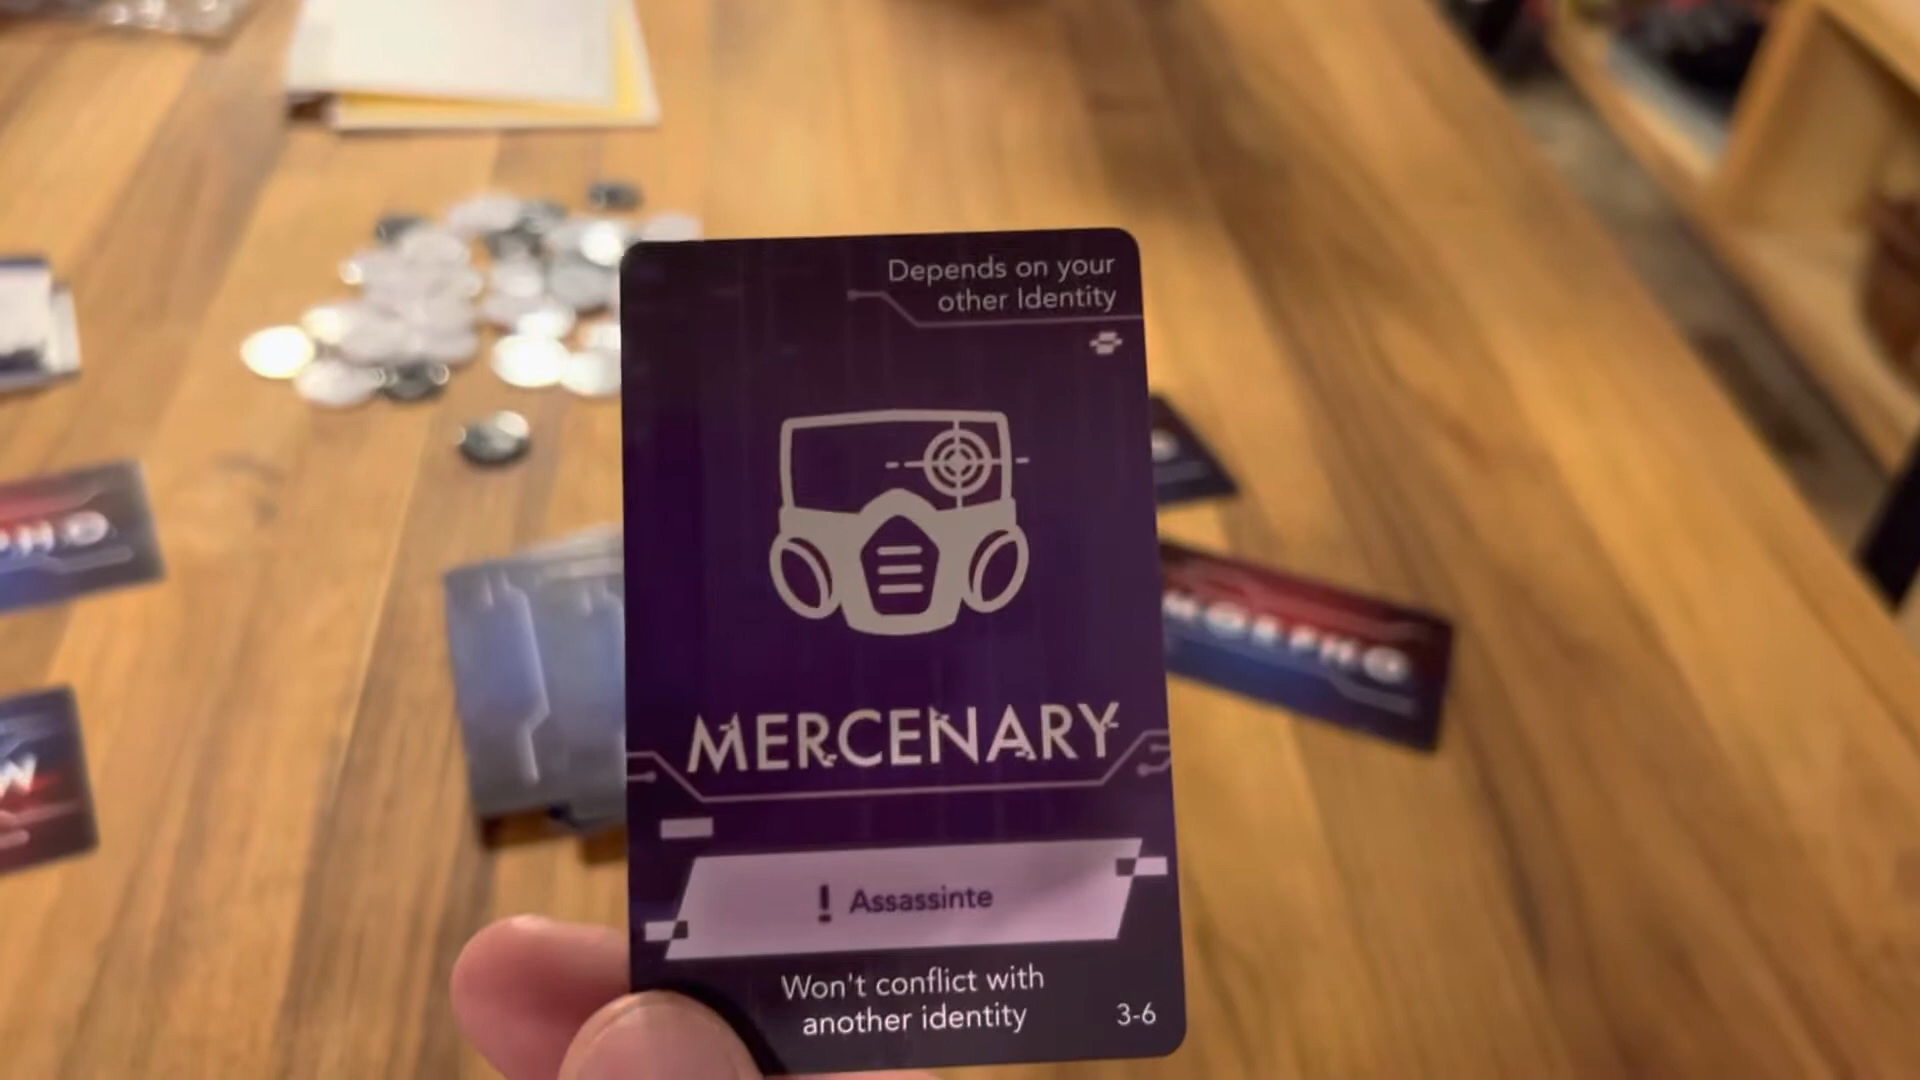 Depends on your
other Identity
MERCENARY
! Assassinte
Won't conflict with
another identity
3-6